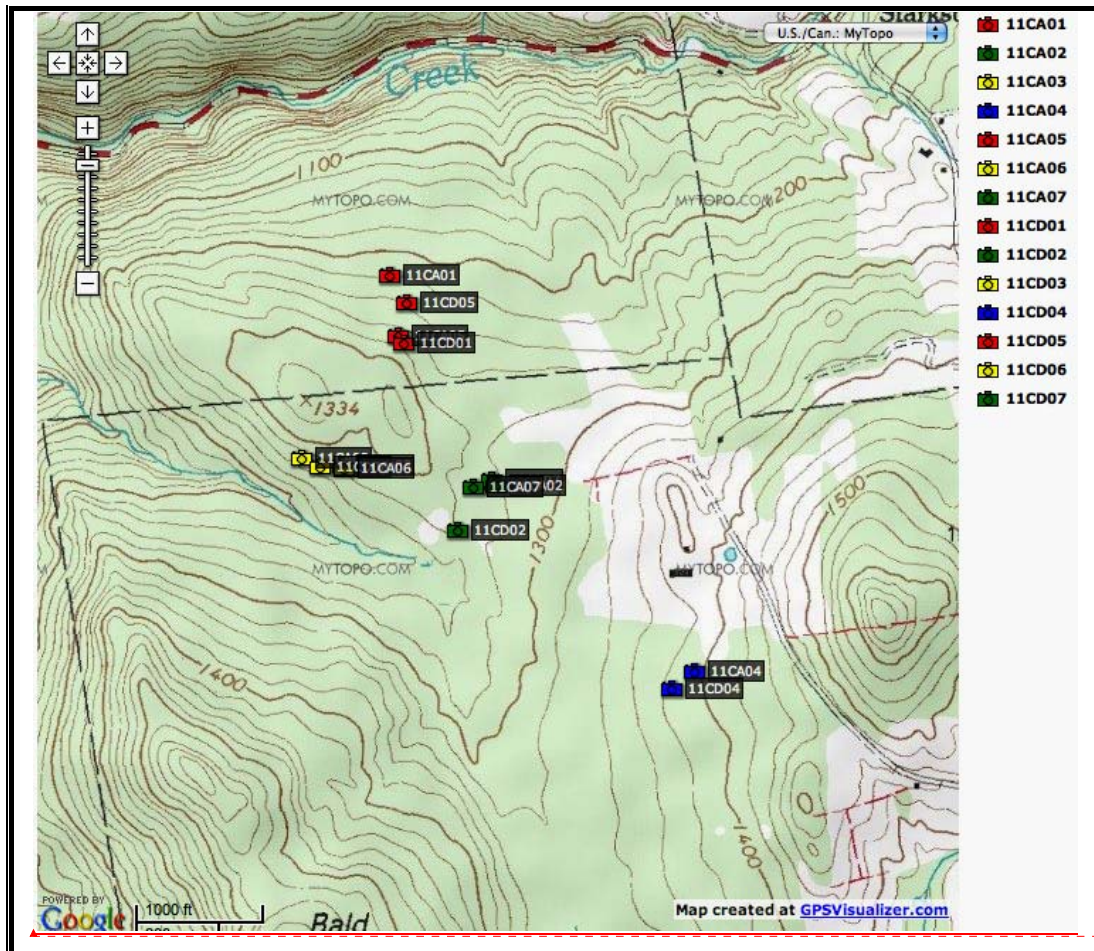 Creek
U.S./Can.: MyTopo
1100
200
MYTOPO.COM
MYTOPO.COM
11CA01
11CD05
11CD01
1334
11CA06
11CA07
11CD02
1300
1500
MYTOPO.COM
MYTOPO.COM
1400
11CA04
11CD04
1400
POWERED BY
Google
1000 ft
Bald
Map created at GPSVisualizer.com
11CA01
11CA02
11CA03
11CA04
11CA05
11CA06
11CA07
11CD01
11CD02
11CD03
11CD04
11CD05
11CD06
11CD07